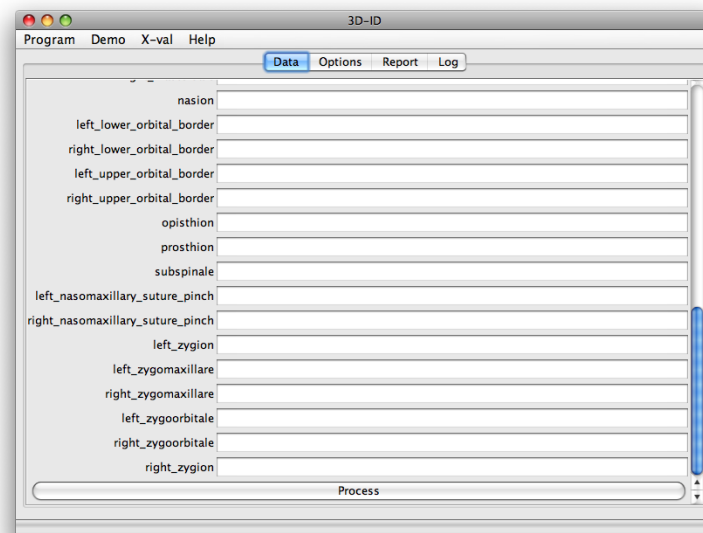 3D-ID
Program Demo X-val Help
Data Options Report Log
nasion
left_lower_orbital_border
right_lower_orbital_border
left_upper_orbital_border
right_upper_orbital_border
opisthion
prosthion
subspinale
left_nasomaxillary_suture_pinch
right_nasomaxillary_suture_pinch
left_zygion
left_zygomaxillare
right_zygomaxillare
left_zygoorbitale
right_zygoorbitale
right_zygion
Process